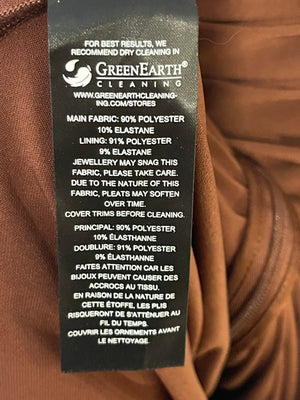 FOR BEST RESULTS, WE
RECOMMEND DRY CLEANING IN
GREENEARTH®
CLEANING
WWW.GREENEARTHCLEANING-
ING.COM/STORES
MAIN FABRIC: 90% POLYESTER
10% ELASTANE
LINING: 91% POLYESTER
9% ELASTANE
JEWELLERY MAY SNAG THIS
FABRIC, PLEASE TAKE CARE.
DUE TO THE NATURE OF THIS
FABRIC, PLEATS MAY SOFTEN
OVER TIME.
COVER TRIMS BEFORE CLEANING.
PRINCIPAL: 90% POLYESTER
10% ÉLASTHANNE
DOUBLURE: 91% POLYESTER
9% ÉLASTHANNE
FAITES ATTENTION CAR LES
BIJOUX PEUVENT CAUSER DES
ACCROCS AU TISSU.
EN RAISON DE LA NATURE DE
CETTE ÉTOFFE, LES PLIS
RISQUERONT DE S'ATTÉNUER AU
FIL DU TEMPS.
COUVRIR LES ORNEMENTS AVANT
LE NETTOYAGE.